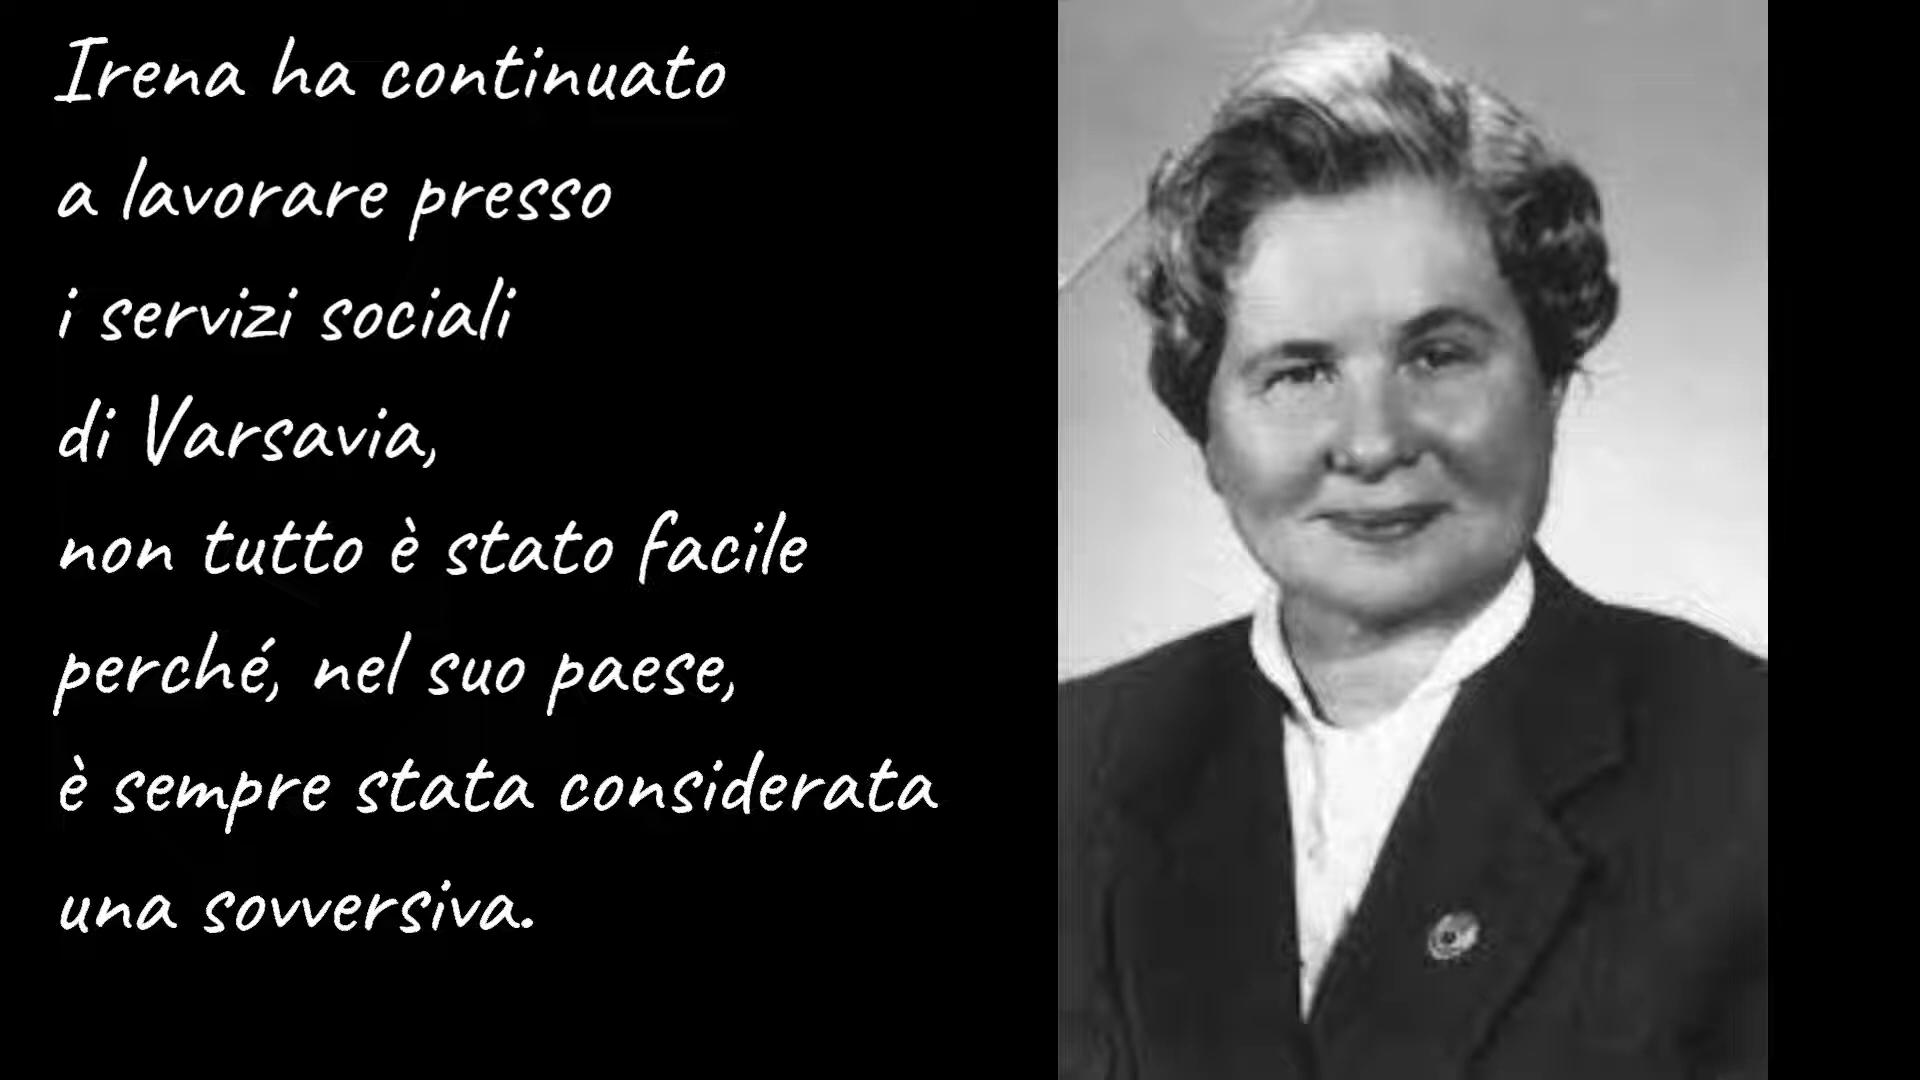 Irena ha continuato
a lavorare presso
i servizi sociali
di Varsavia,
non tutto è stato facile
perché, nel suo paese,
è sempre stata considerata
una sovversiva.